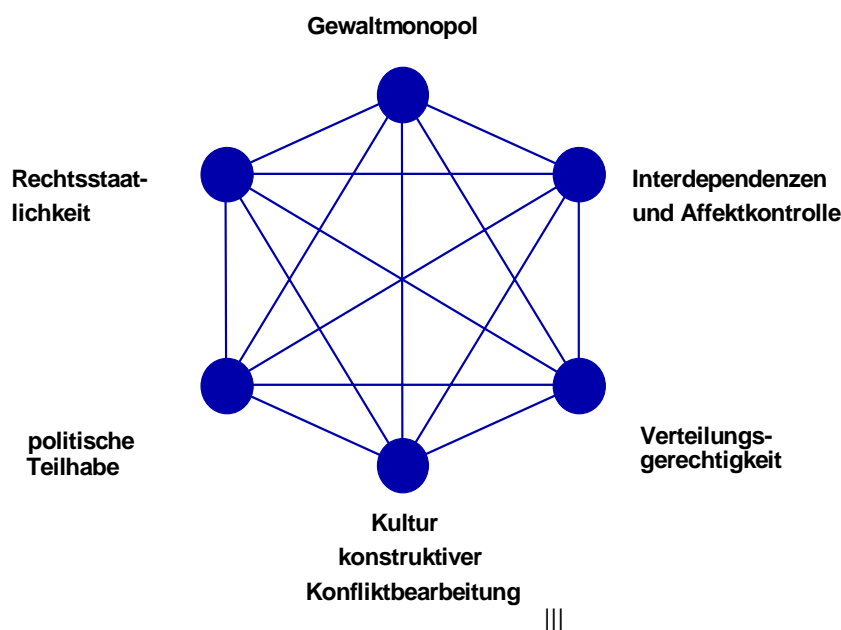 Gewaltmonopol
Rechtsstaat-
lichkeit
Interdependenzen
und Affektkontrolle
politische
Teilhabe
Verteilungs-
gerechtigkeit
Kultur
konstruktiver
Konfliktbearbeitung
|||